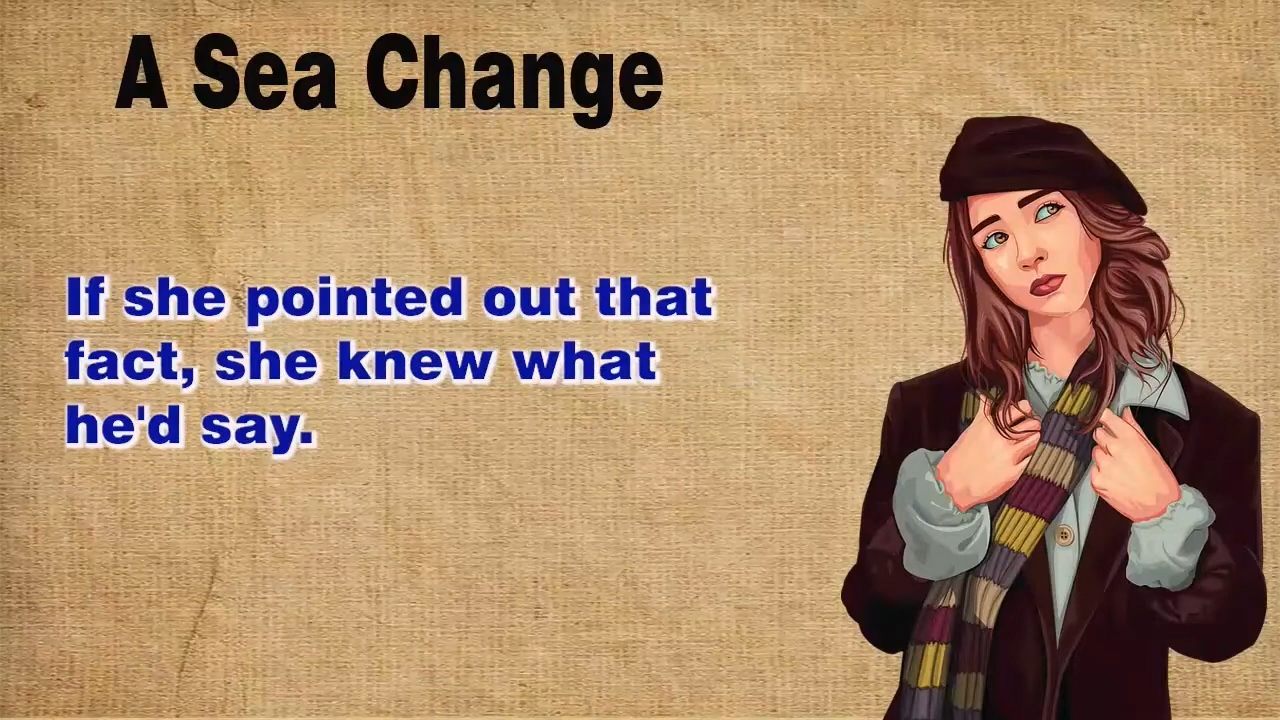 A Sea Change
If she pointed out that
fact, she knew what
he'd say.